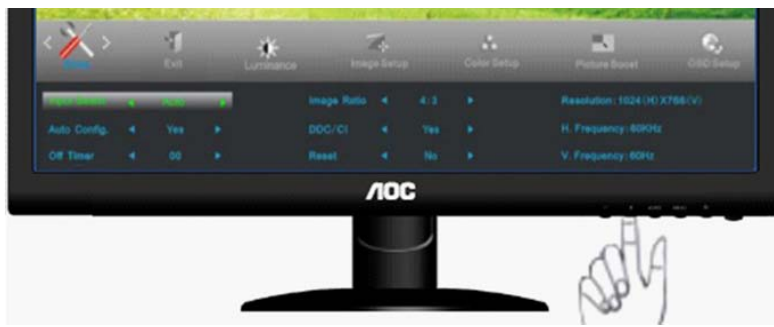 Exit
Luminance
Image Setup
Color Setup
Picture Boost
OSD Setup
Auto
Image Ratio 4:3
Resolution: 1024(H)X768(V)
Auto Config. Yes
DDC/CI Yes
H. Frequency: 60KHz
Off Timer 00
Reset No
V. Frequency: 60Hz
AOC